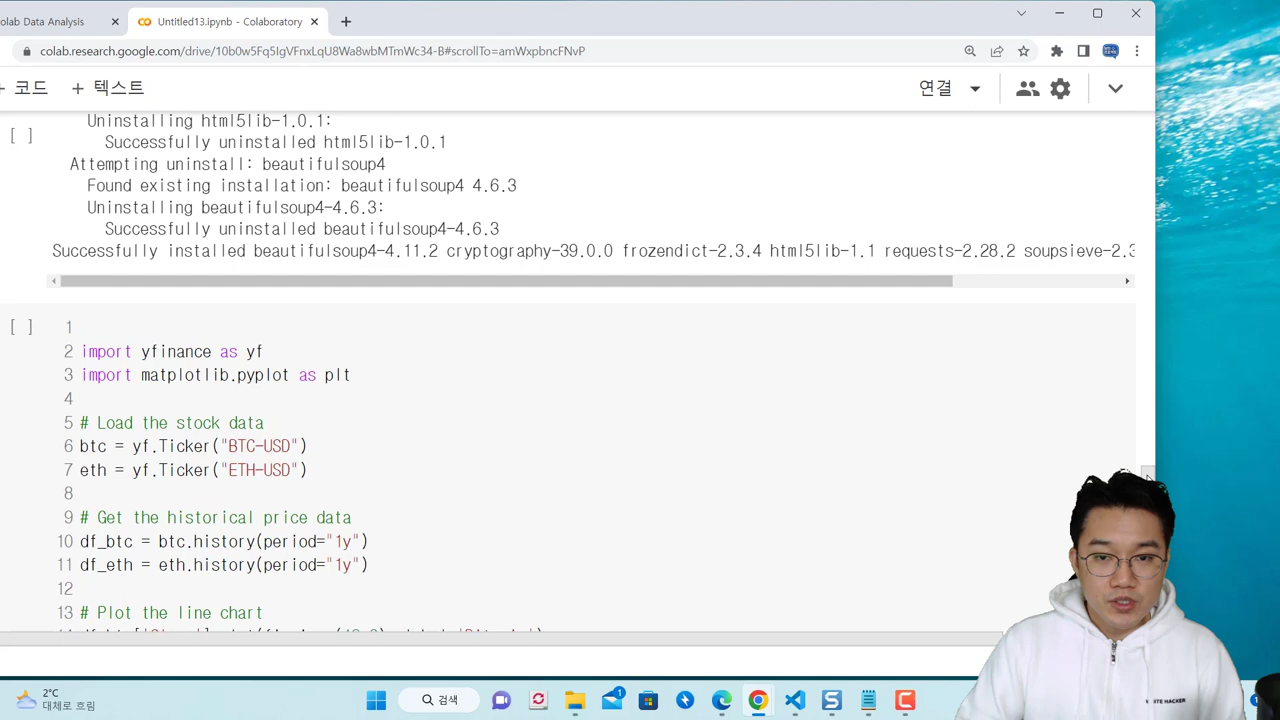 olab Data Analysis
Untitled13.ipynb - Colaboratory
colab.research.google.com/drive/10b0w5Fq5IgVFnxLqU8Wa8wbMTmWc34-B#scrollTo=amWxpbncFNvP
+ 코드 + 텍스트
연결
Uninstalling html5lib-1.0.1:
[ ]
Successfully uninstalled html5lib-1.0.1
Attempting uninstall: beautifulsoup4
Found existing installation: beautifulsoup4 4.6.3
Uninstalling beautifulsoup4-4.6.3:
Successfully uninstalled beautifulsoup4-4.6.3
Successfully installed beautifulsoup4-4.11.2 cryptography-39.0.0 frozendict-2.3.4 html5lib-1.1 requests-2.28.2 soupsieve-2.3
[ ] 1
2 import yfinance as yf
3 import matplotlib.pyplot as plt
4
5 # Load the stock data
6 btc = yf.Ticker("BTC-USD")
7 eth = yf.Ticker("ETH-USD")
8
9 # Get the historical price data
10 df_btc = btc.history(period="1y")
11 df_eth = eth.history(period="1y")
12
13 # Plot the line chart
2°C
대체로 흐림
검색
1